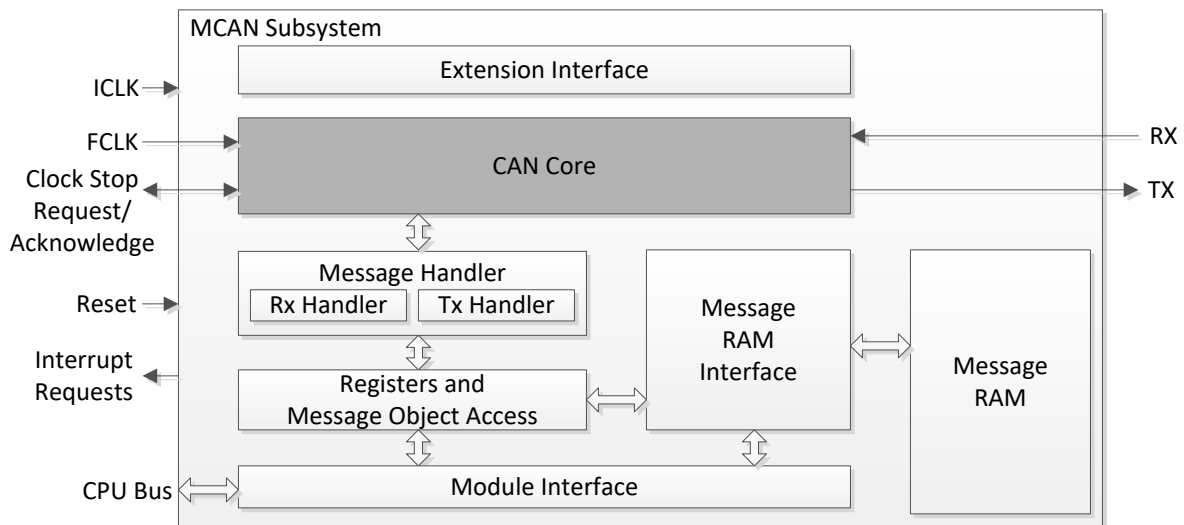 MCAN Subsystem
Extension Interface
ICLK
FCLK
CAN Core
RX
Clock Stop
Request/
Acknowledge
TX
Message Handler
Rx Handler
Tx Handler
Reset
Message
RAM
Interface
Message
RAM
Interrupt
Requests
Registers and
Message Object Access
CPU Bus
Module Interface